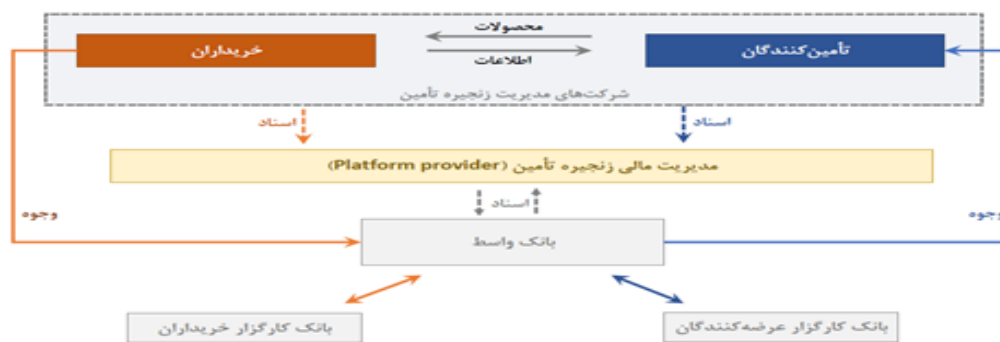 محصولات
خریداران
تأمین‌کنندگان
اطلاعات
شرکت‌های مدیریت زنجیره تأمین
اسناد
اسناد
مدیریت مالی زنجیره تأمین (Platform provider)
اسناد
وجوه
وجوه
بانک واسط
بانک کارگزار عرضه‌کنندگان
بانک کارگزار خریداران